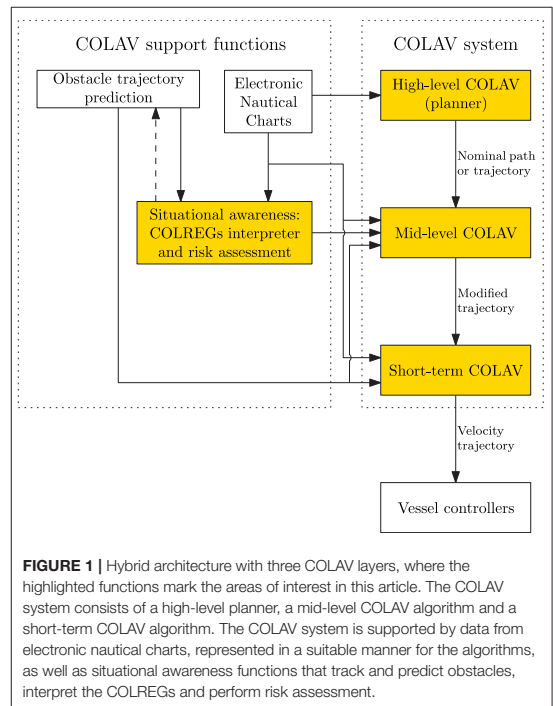 COLAV support functions
COLAV system
Obstacle trajectory
prediction
Electronic
Nautical
Charts
High-level COLAV
(planner)
Nominal path
or trajectory
Situational awareness:
COLREGs interpreter
and risk assessment
Mid-level COLAV
Modified
trajectory
Short-term COLAV
Velocity
trajectory
Vessel controllers
FIGURE 1 | Hybrid architecture with three COLAV layers, where the
highlighted functions mark the areas of interest in this article. The COLAV
system consists of a high-level planner, a mid-level COLAV algorithm and a
short-term COLAV algorithm. The COLAV system is supported by data from
electronic nautical charts, represented in a suitable manner for the algorithms,
as well as situational awareness functions that track and predict obstacles,
interpret the COLREGs and perform risk assessment.